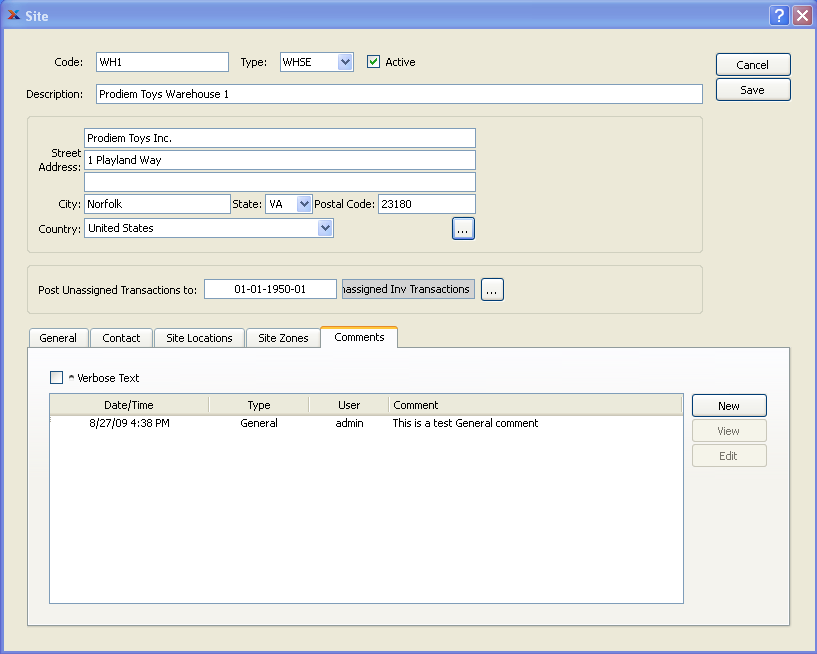 Site
Code: WH1 Type: WHSE Active Cancel
Description: Prodiem Toys Warehouse 1 Save
Prodiem Toys Inc.
Street Address: 1 Playland Way
City: Norfolk State: VA Postal Code: 23180
Country: United States ...
Post Unassigned Transactions to: 01-01-1950-01 nassigned Inv Transactions ...
General Contact Site Locations Site Zones Comments
^ Verbose Text
Date/Time Type User Comment New
8/27/09 4:38 PM General admin This is a test General comment
View
Edit